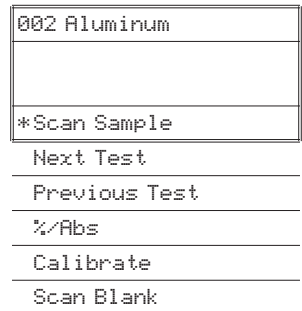 002 Aluminum
*Scan Sample
Next Test
Previous Test
%/Abs
Calibrate
Scan Blank